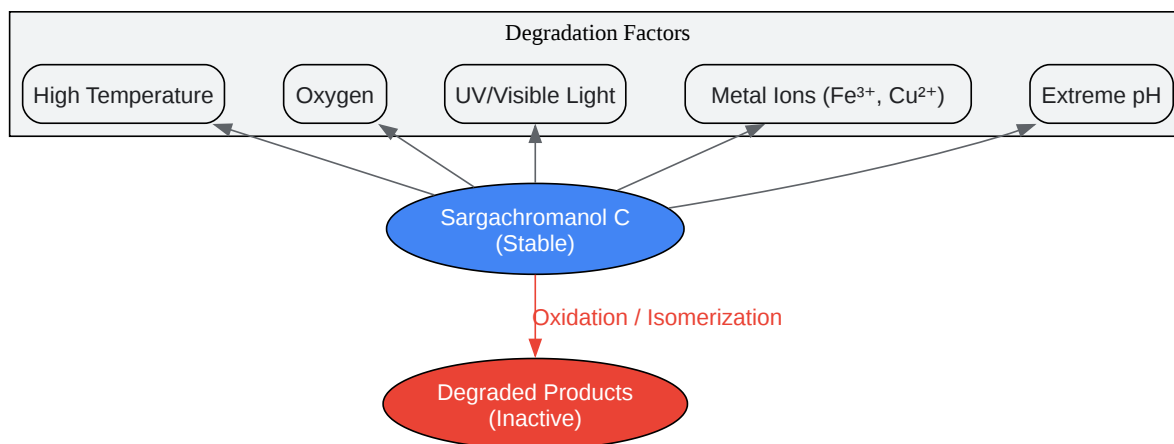 Degradation Factors
High Temperature
Oxygen
UV/Visible Light
Metal Ions (Fe³⁺, Cu²⁺)
Extreme pH
Sargachromanol C
(Stable)
Oxidation / Isomerization
Degraded Products
(Inactive)